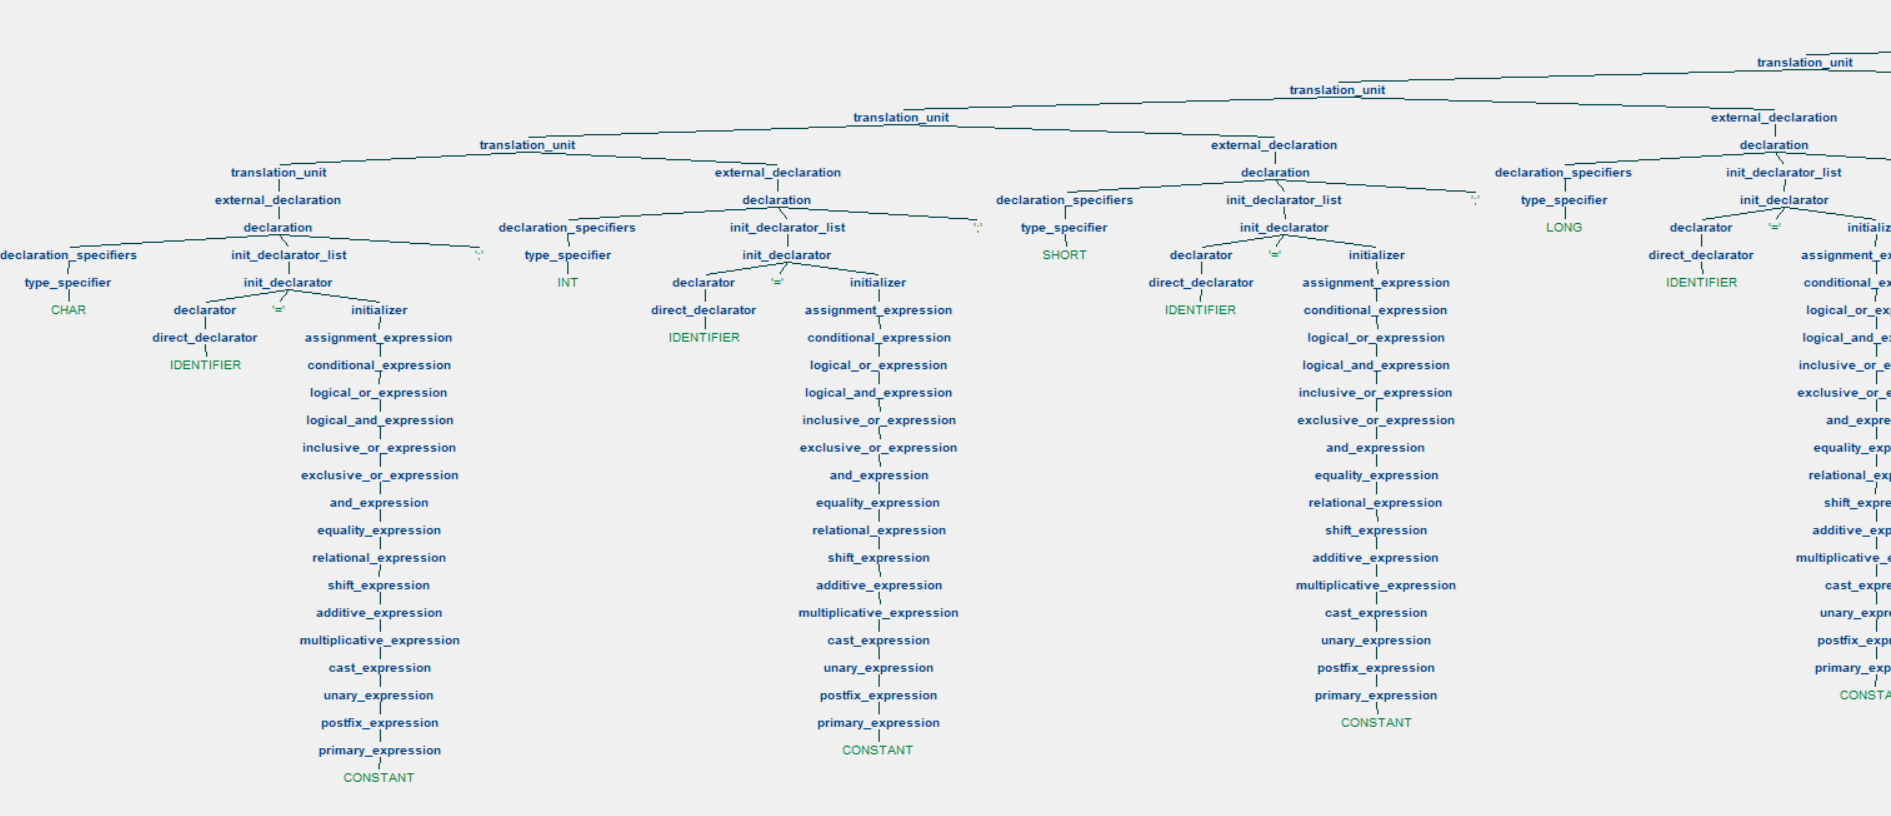 translation_unit
translation_unit
translation_unit external_declaration
translation_unit external_declaration declaration
translation_unit external_declaration declaration declaration_specifiers init_declarator_list
external_declaration declaration declaration_specifiers init_declarator_list ';' type_specifier init_declarator
declaration declaration_specifiers init_declarator_list ';' type_specifier init_declarator LONG declarator '='
declaration_specifiers init_declarator_list ';' type_specifier init_declarator SHORT declarator '=' initializer direct_declarator
type_specifier init_declarator INT declarator '=' initializer direct_declarator assignment_expression IDENTIFIER
CHAR declarator '=' initializer direct_declarator assignment_expression IDENTIFIER conditional_expression
direct_declarator assignment_expression IDENTIFIER conditional_expression logical_or_expression
IDENTIFIER conditional_expression logical_or_expression logical_and_expression
logical_or_expression logical_and_expression inclusive_or_expression
logical_and_expression inclusive_or_expression exclusive_or_expression
inclusive_or_expression exclusive_or_expression and_expression
exclusive_or_expression and_expression equality_expression
and_expression equality_expression relational_expression
equality_expression relational_expression shift_expression
relational_expression shift_expression additive_expression
shift_expression additive_expression multiplicative_expression
additive_expression multiplicative_expression cast_expression
multiplicative_expression cast_expression unary_expression
cast_expression unary_expression postfix_expression
unary_expression postfix_expression primary_expression
postfix_expression primary_expression CONSTANT
primary_expression CONSTANT
CONSTANT